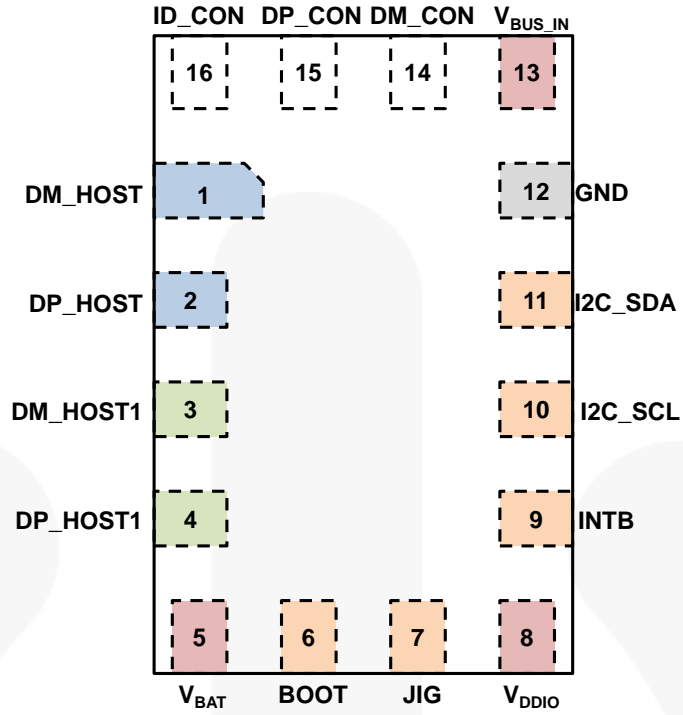 ID_CON DP_CON DM_CON VBUS_IN
16 15 14 13
DM_HOST 1 12 GND
DP_HOST 2 11 I2C_SDA
DM_HOST1 3 10 I2C_SCL
DP_HOST1 4 9 INTB
5 6 7 8
VBAT BOOT JIG VDDIO